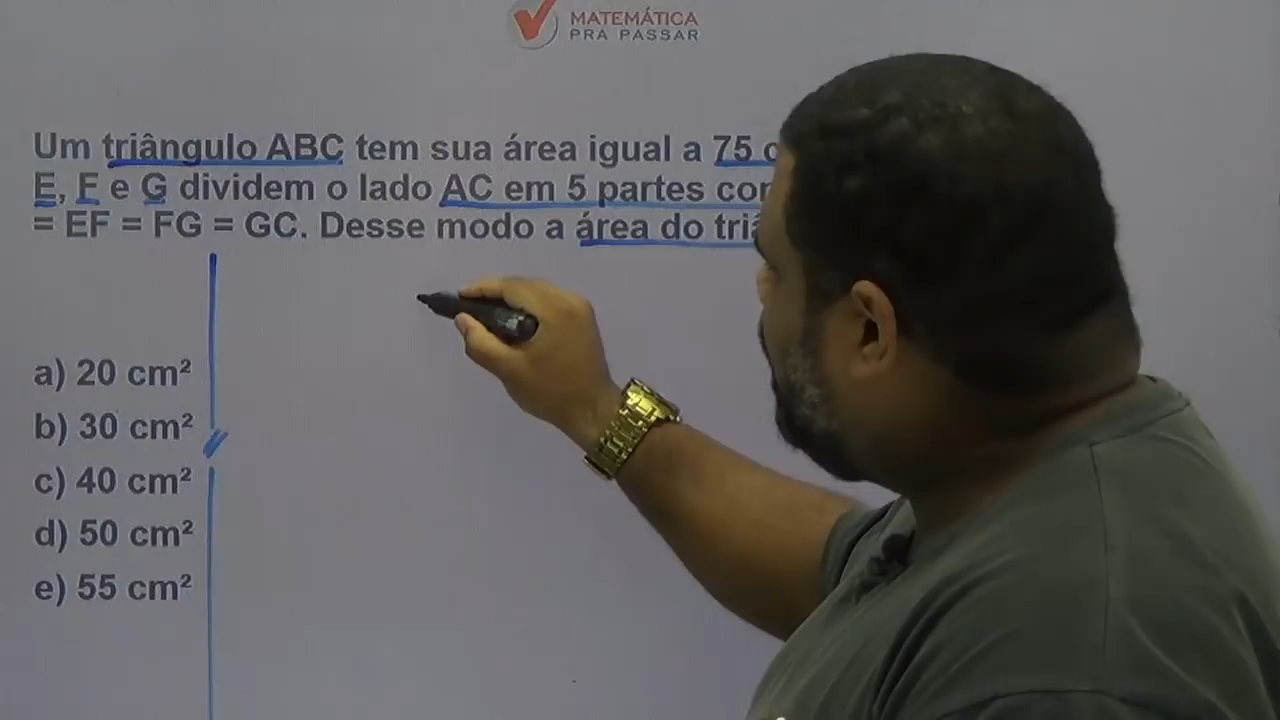 MATEMÁTICA
PRA PASSAR
Um triângulo ABC tem sua área igual a 75
E, F e G dividem o lado AC em 5 partes
= EF = FG = GC. Desse modo a área do
a) 20 cm²
b) 30 cm²
c) 40 cm²
d) 50 cm²
e) 55 cm²